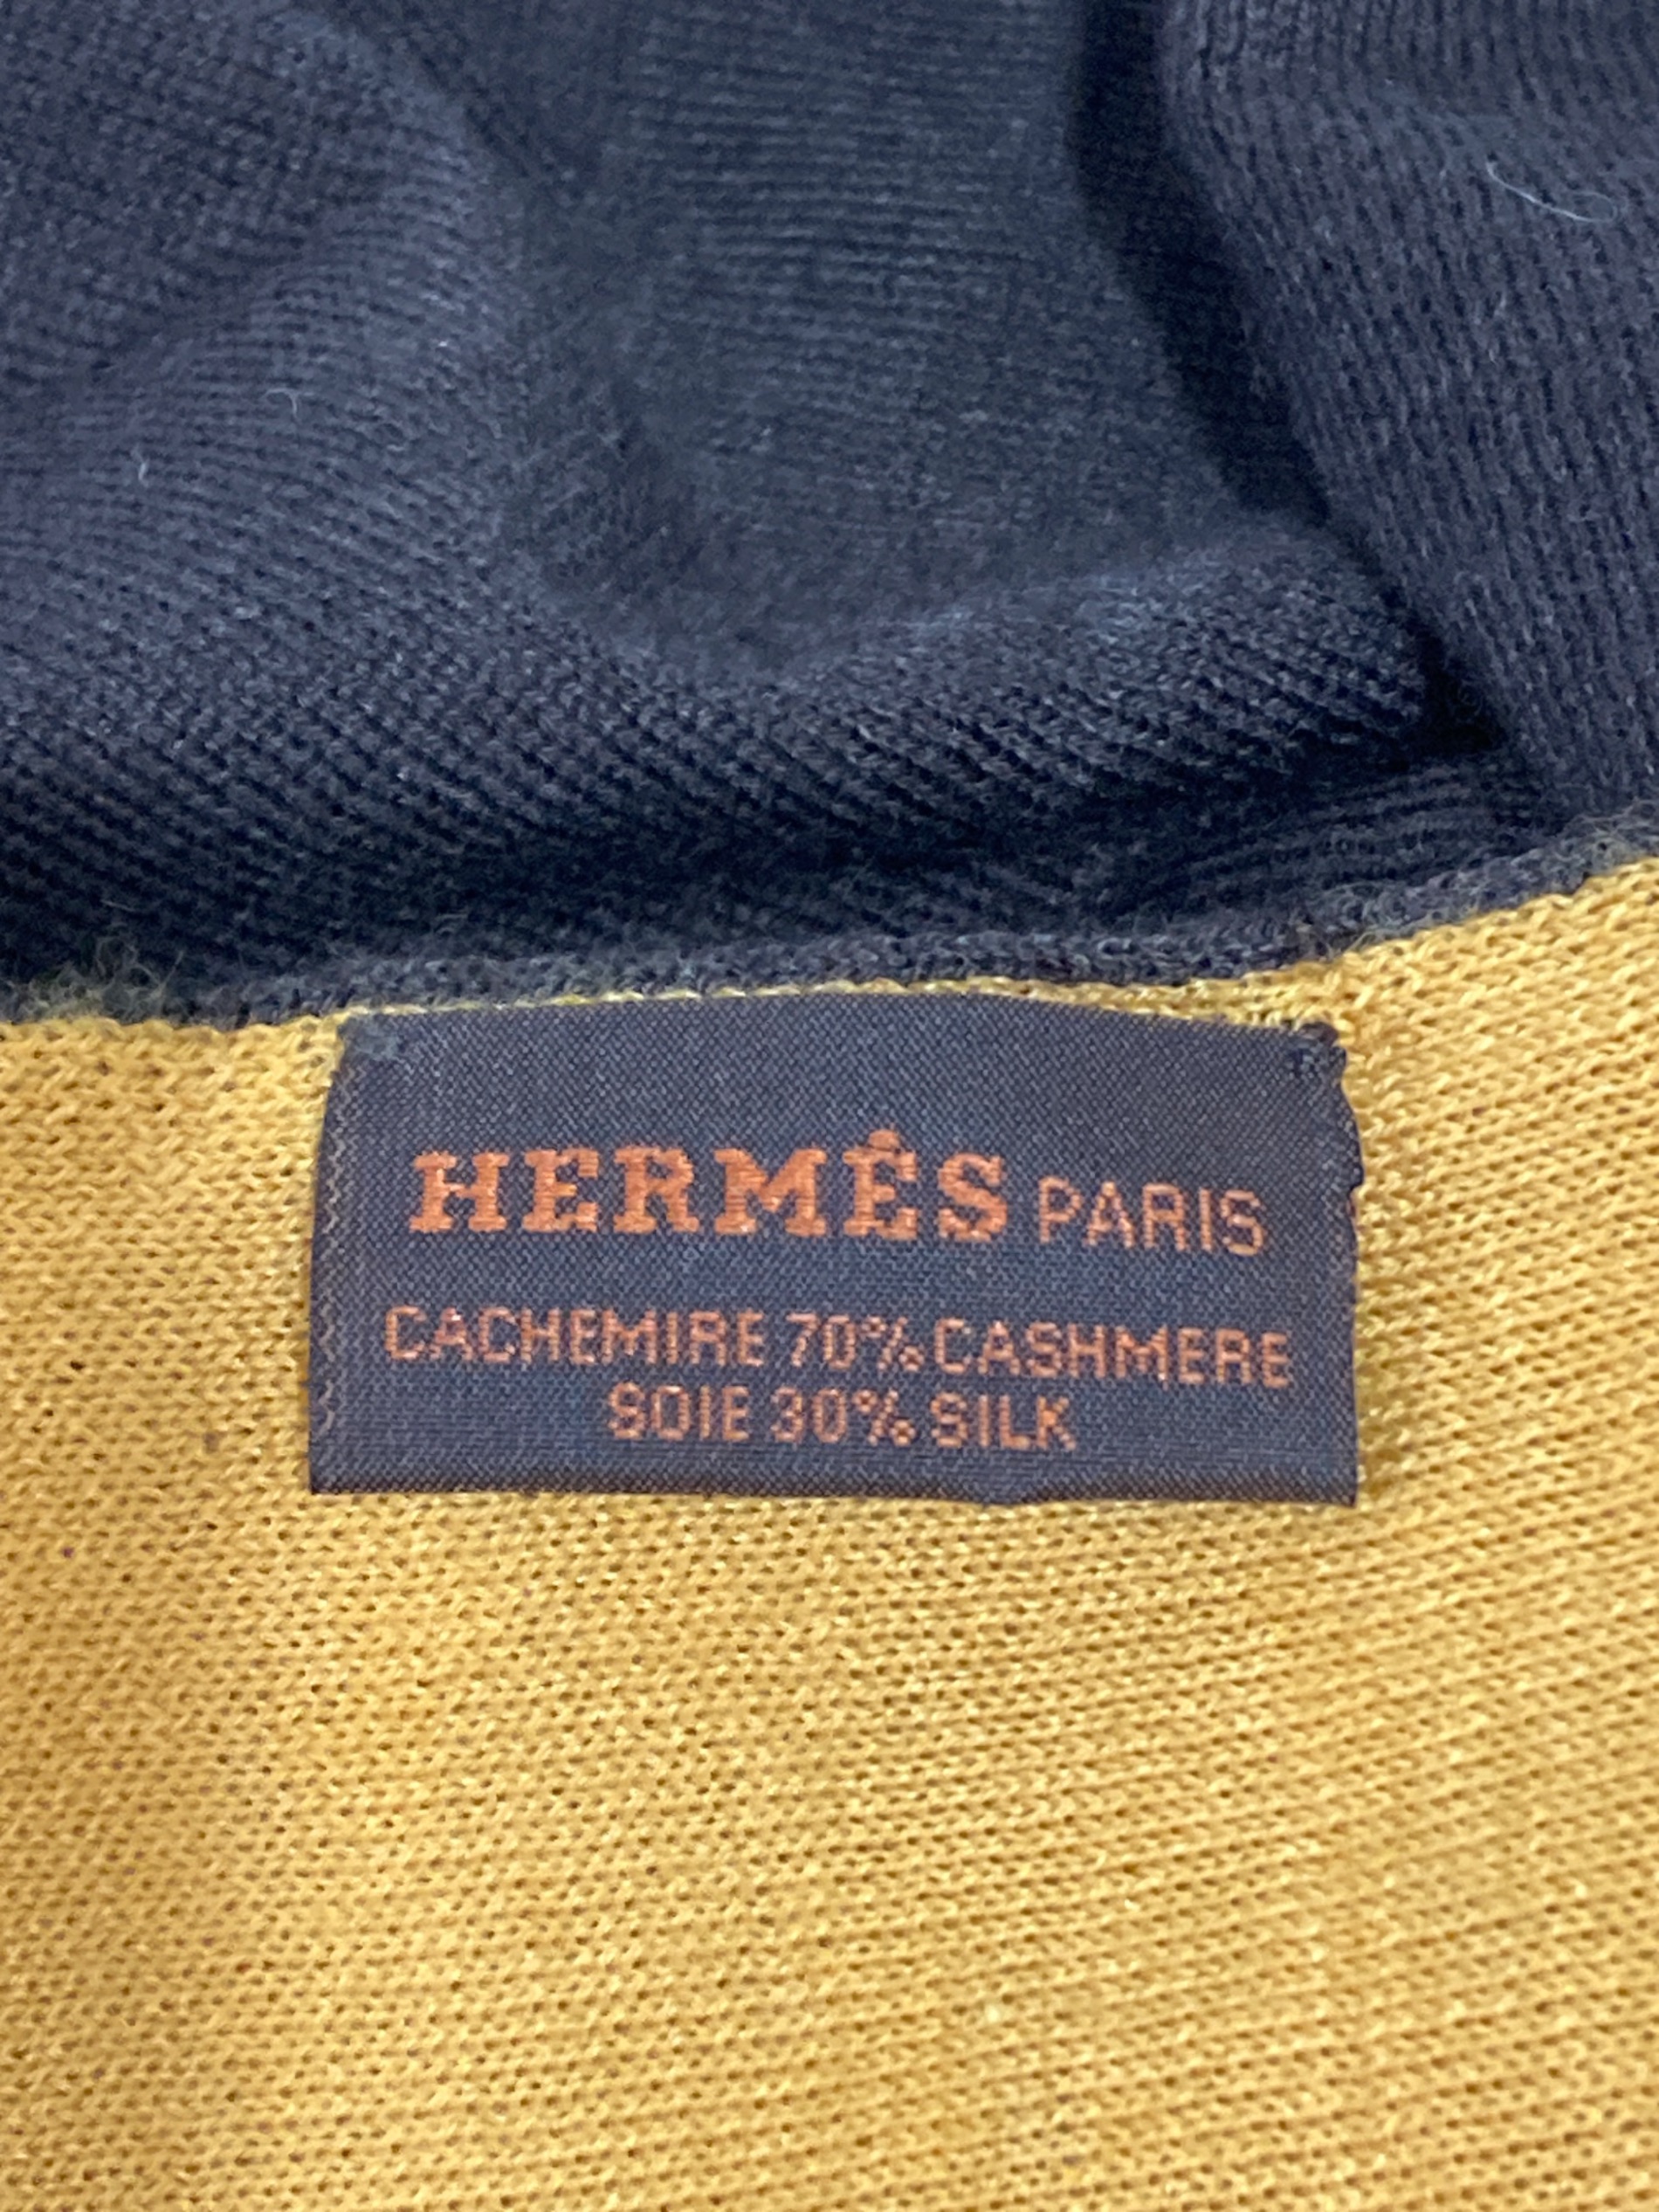 HERMÈS PARIS
CACHEMIRE 70% CASHMERE
SOIE 30% SILK